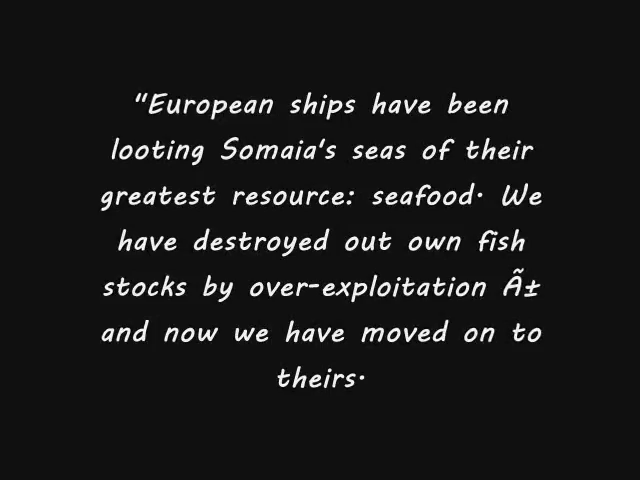 "European ships have been
looting Somaia's seas of their
greatest resource: seafood. We
have destroyed out own fish
stocks by over-exploitation Ã±
and now we have moved on to
theirs.